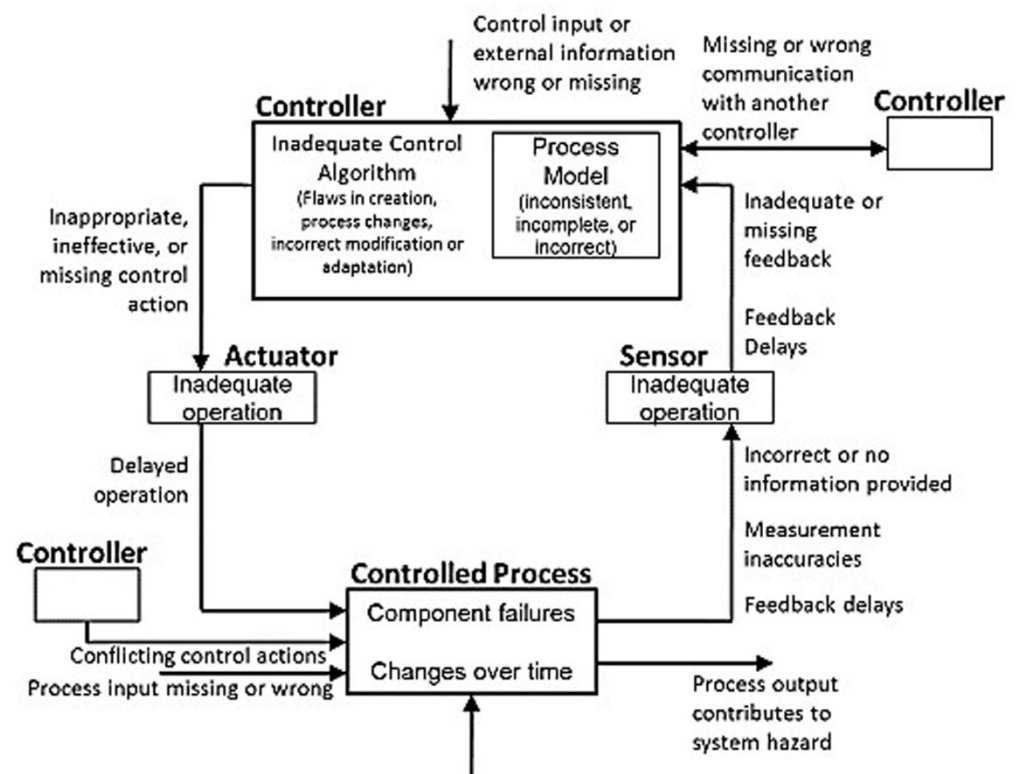 Control input or
external information
wrong or missing
Missing or wrong
communication
with another
controller
Controller
Controller
Inadequate Control
Algorithm
(Flaws in creation,
process changes,
incorrect modification or
adaptation)
Process
Model
(inconsistent,
incomplete, or
incorrect)
Inappropriate,
ineffective, or
missing control
action
Inadequate or
missing
feedback
Feedback
Delays
Actuator
Inadequate
operation
Sensor
Inadequate
operation
Delayed
operation
Incorrect or no
information provided
Measurement
inaccuracies
Feedback delays
Controller
Controlled Process
Component failures
Changes over time
Conflicting control actions
Process input missing or wrong
Process output
contributes to
system hazard